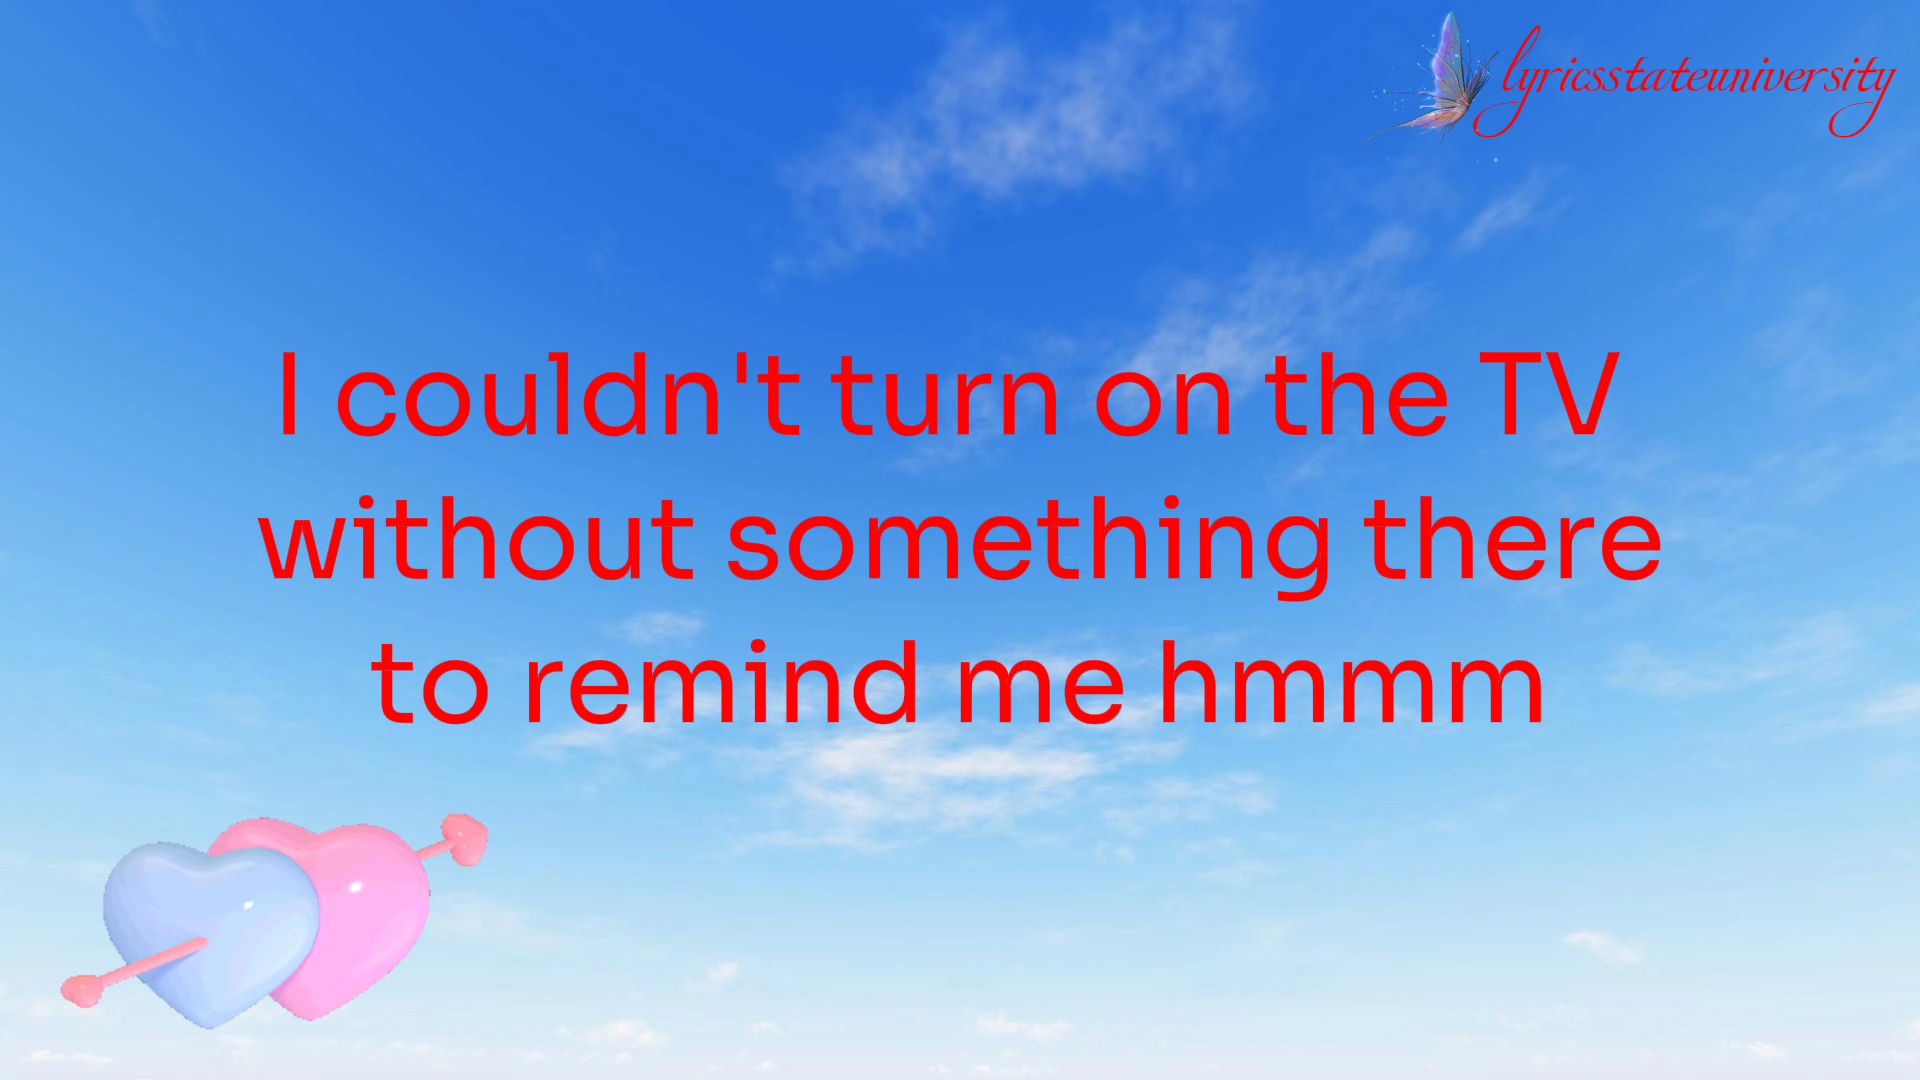 lyricsstateuniversity
I couldn't turn on the TV
without something there
to remind me hmmm